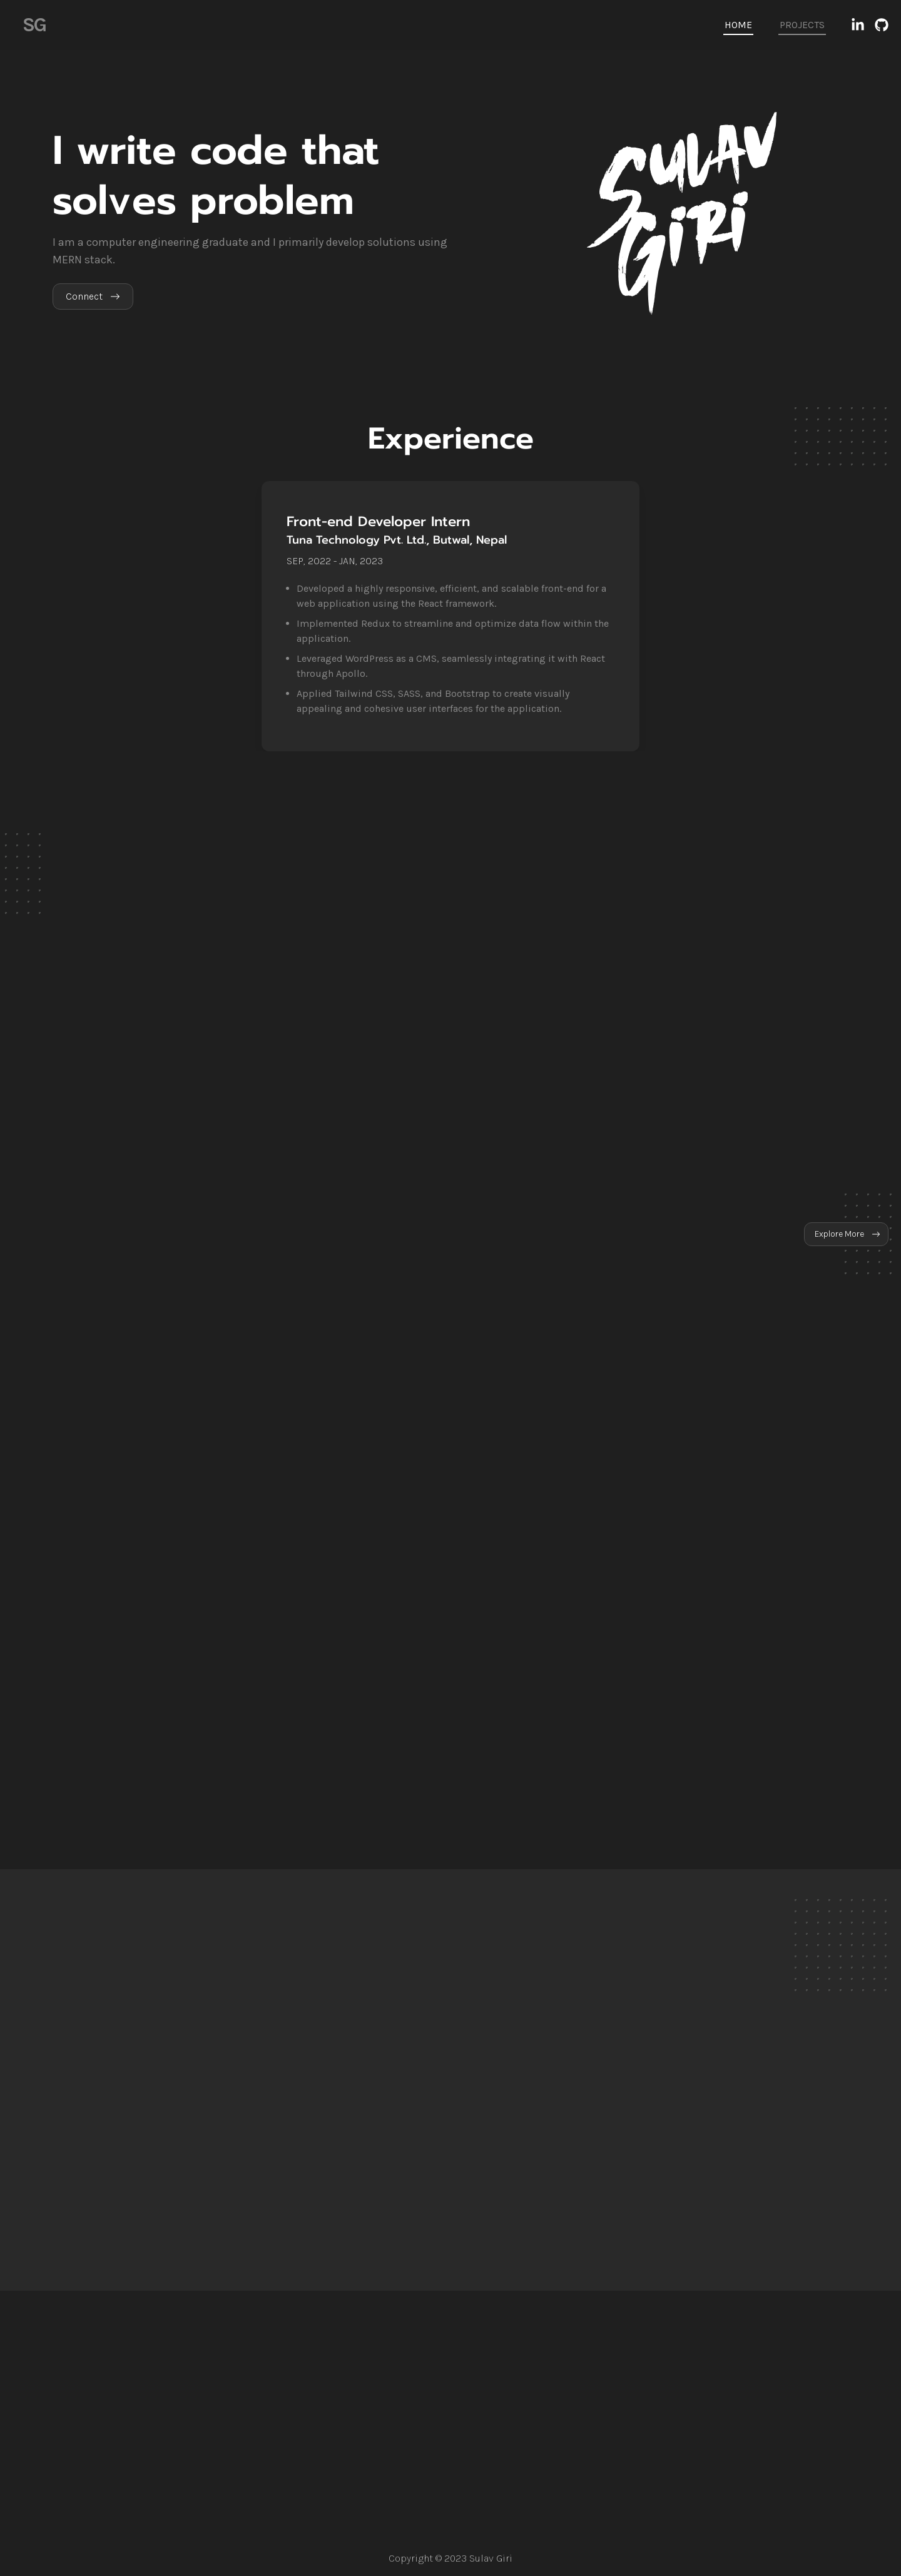 SG
HOME
PROJECTS
I write code that
solves problem
I am a computer engineering graduate and I primarily develop solutions using
MERN stack.
Connect
SULAV
GIRI
Experience
Front-end Developer Intern
Tuna Technology Pvt. Ltd., Butwal, Nepal
SEP, 2022 - JAN, 2023
• Developed a highly responsive, efficient, and scalable front-end for a
web application using the React framework.
• Implemented Redux to streamline and optimize data flow within the
application.
• Leveraged WordPress as a CMS, seamlessly integrating it with React
through Apollo.
• Applied Tailwind CSS, SASS, and Bootstrap to create visually
appealing and cohesive user interfaces for the application.
Explore More
Copyright © 2023 Sulav Giri